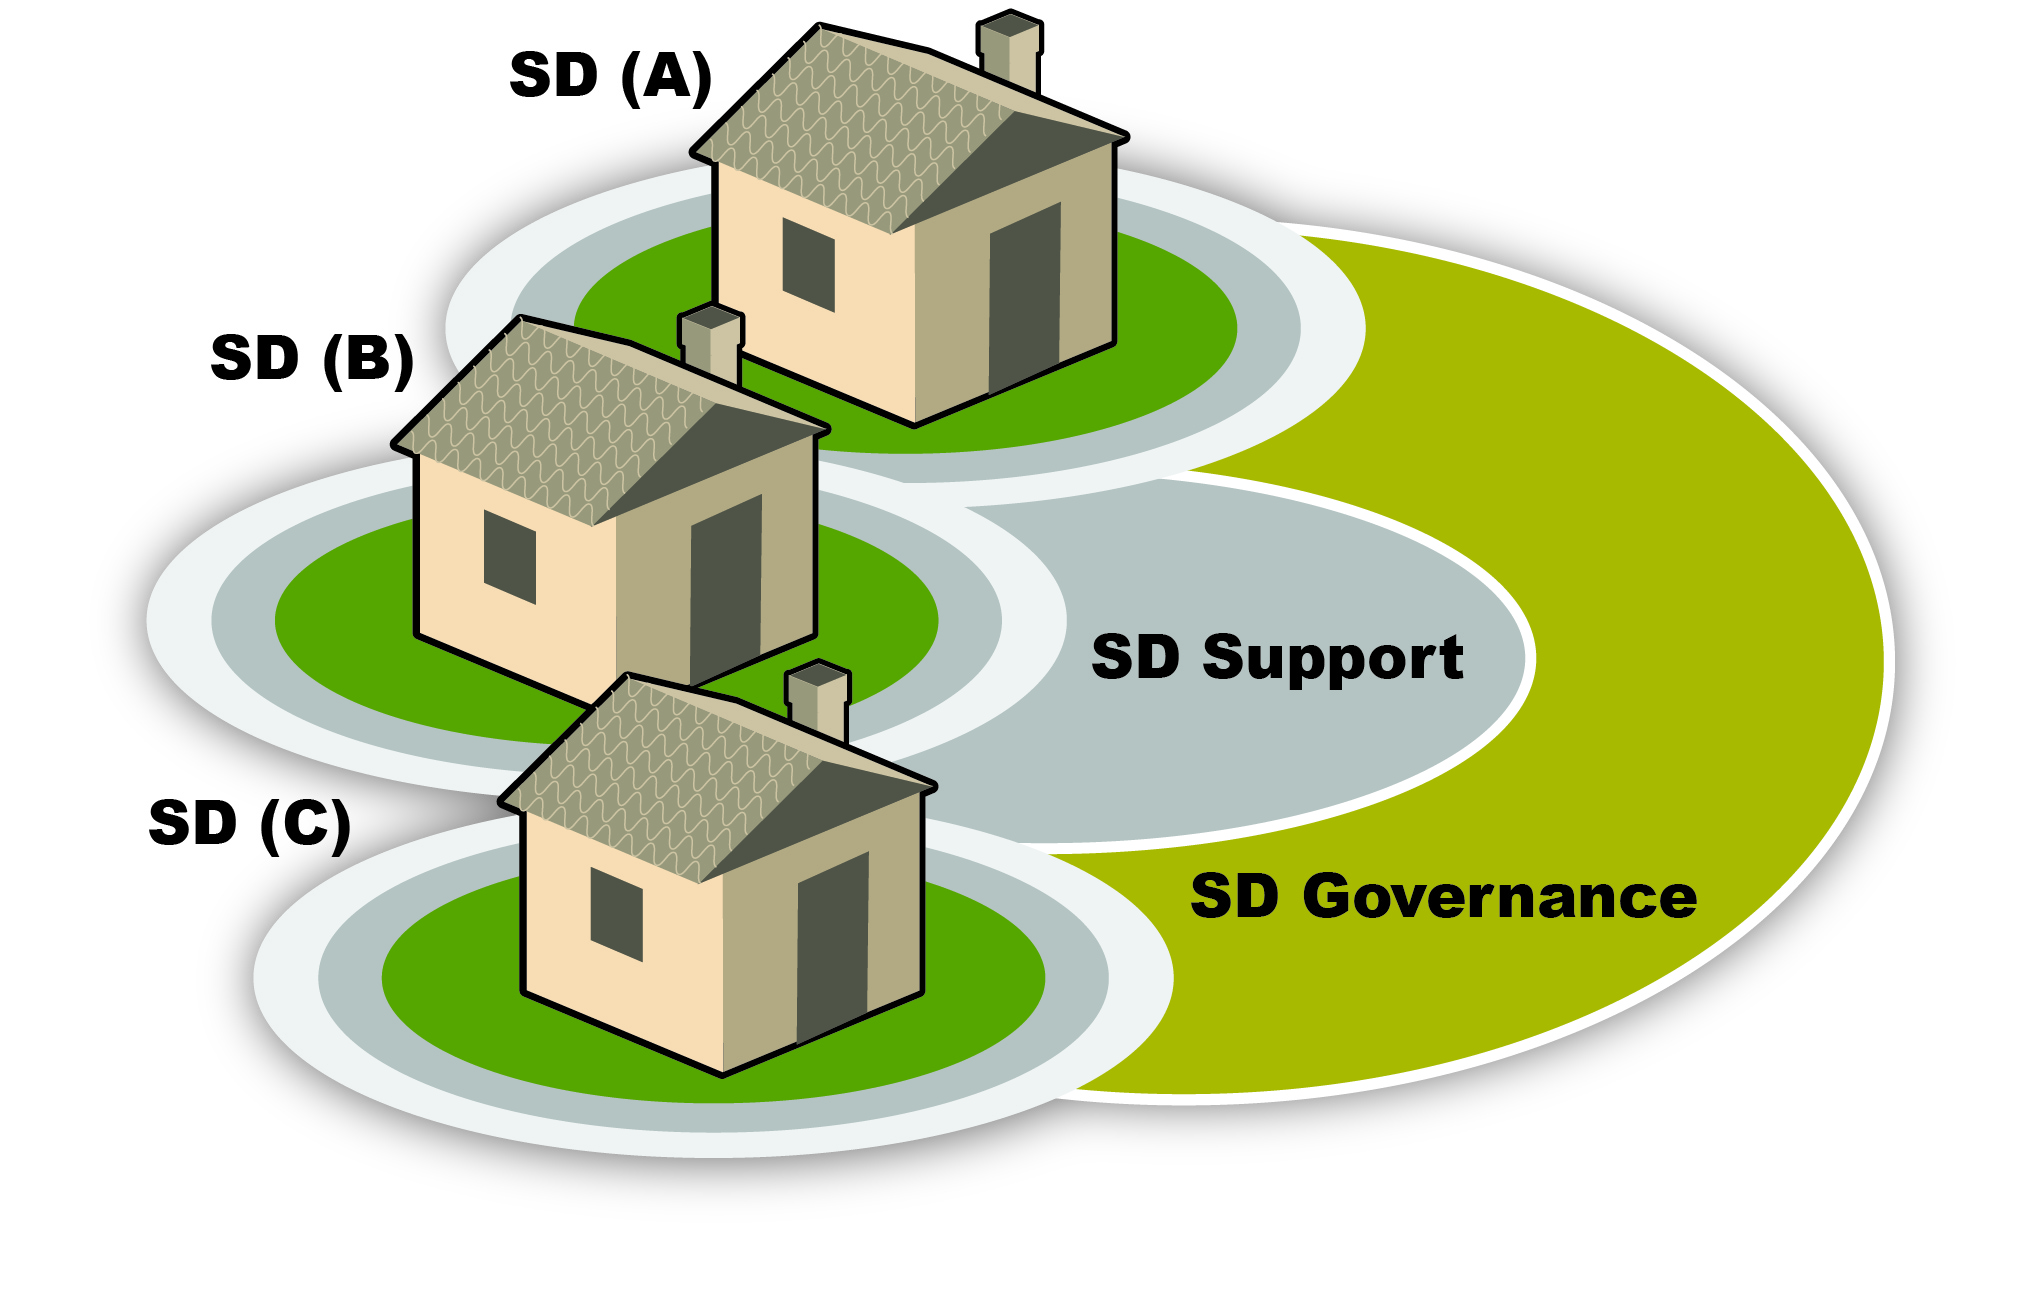 SD (A)
SD (B)
SD Support
SD (C)
SD Governance